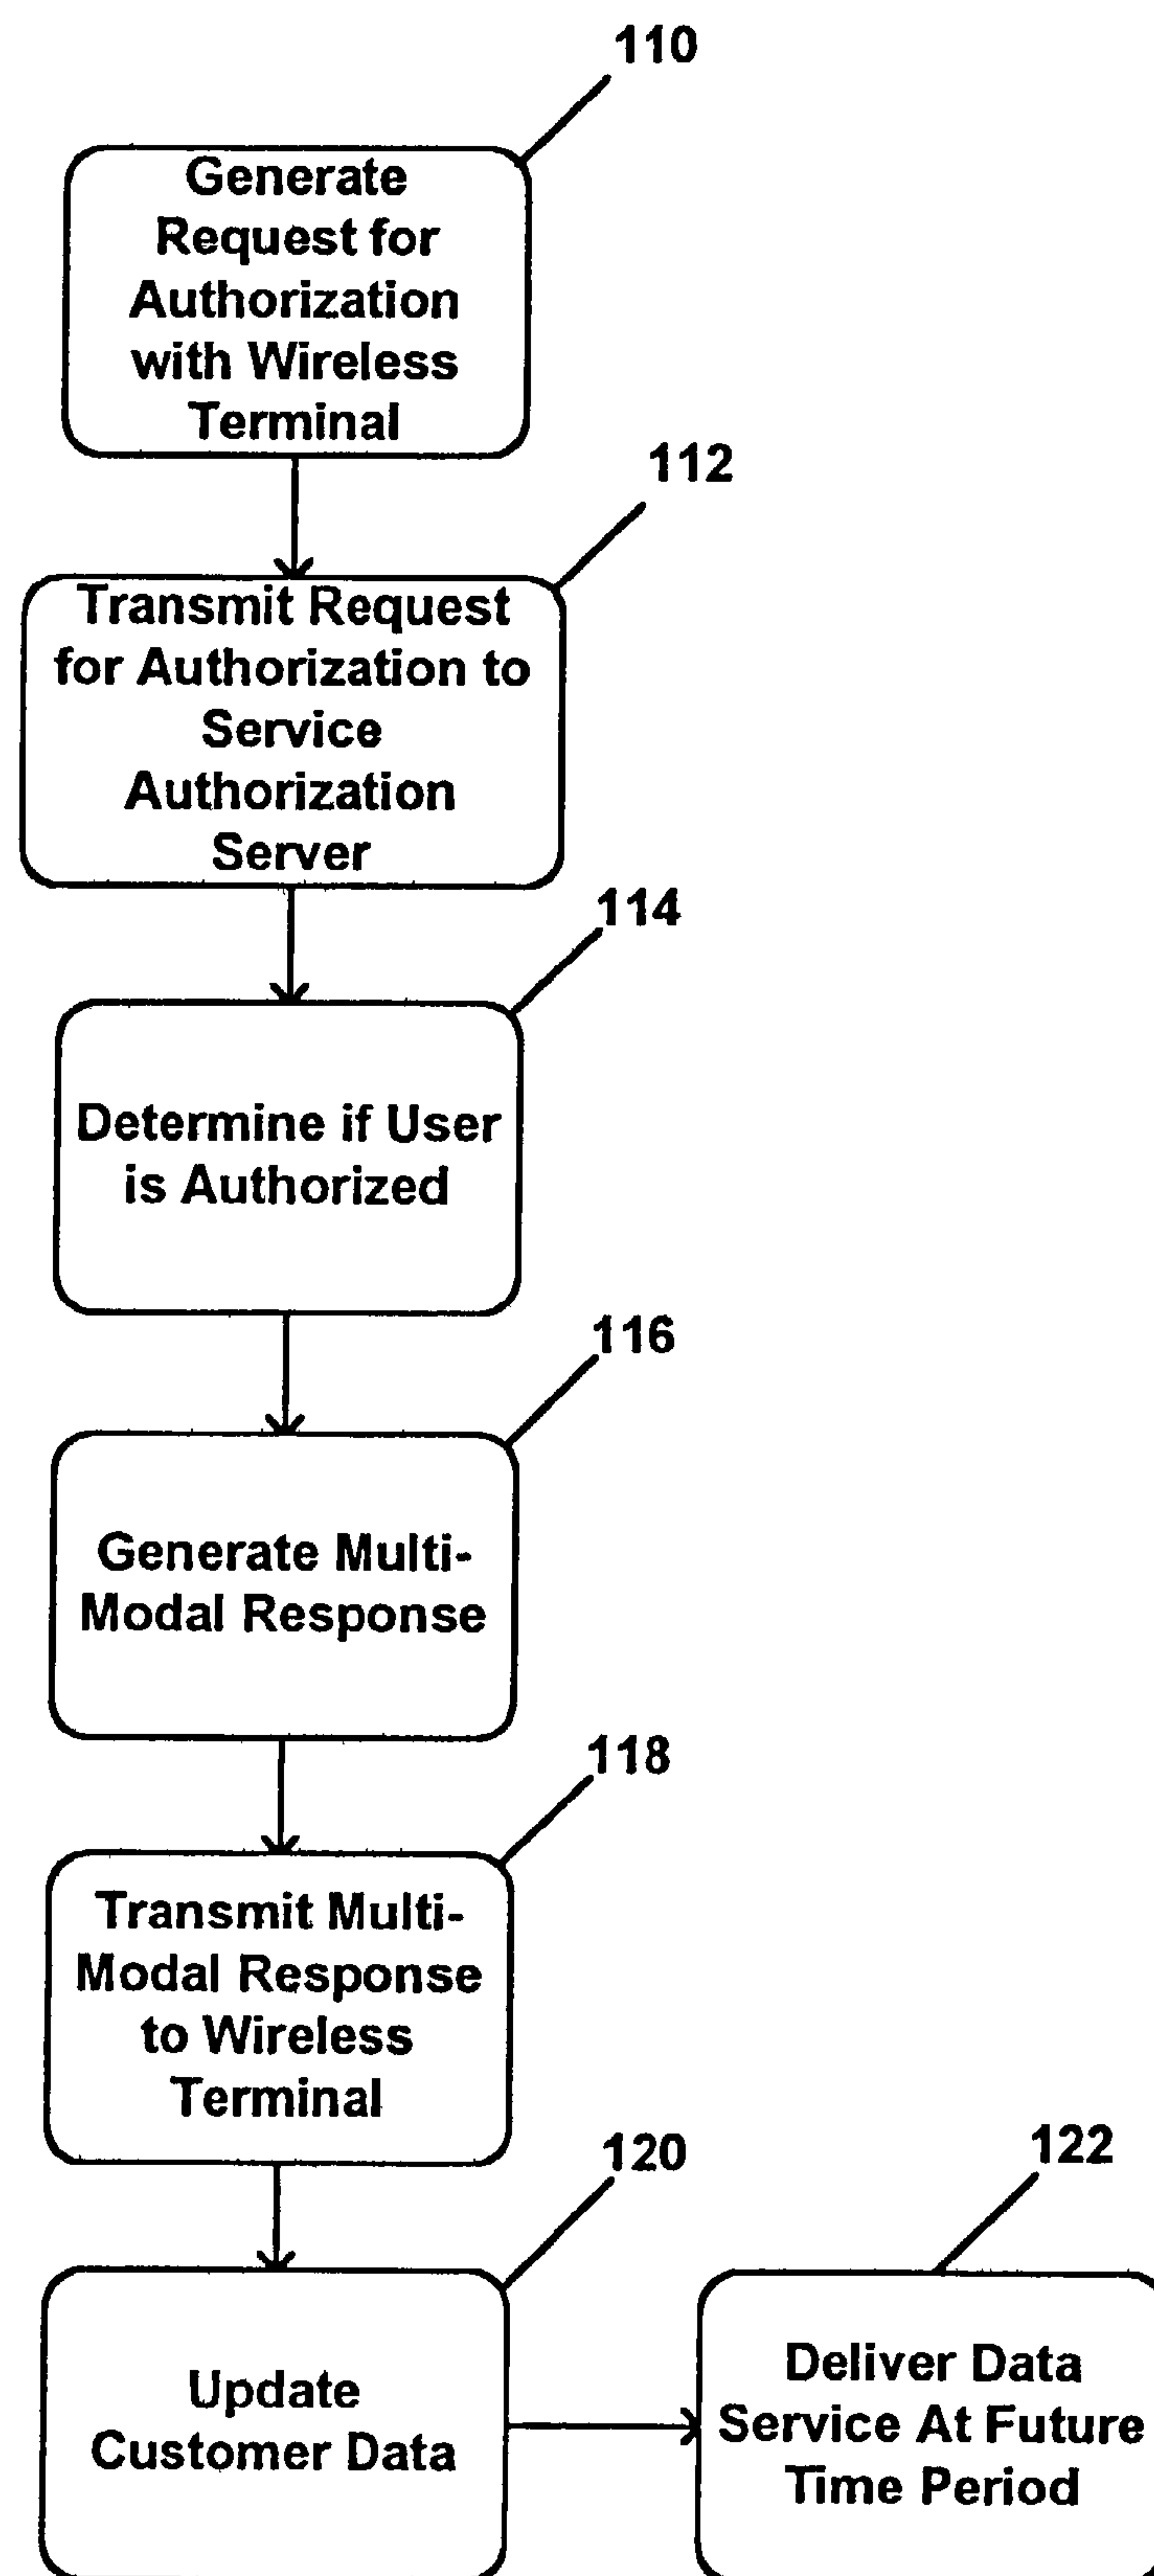 110
Generate
Request for
Authorization
with Wireless
Terminal
112
Transmit Request
for Authorization to
Service
Authorization
Server
114
Determine if User
is Authorized
116
Generate Multi-
Modal Response
118
Transmit Multi-
Modal Response
to Wireless
Terminal
120
Update
Customer Data
122
Deliver Data
Service At Future
Time Period